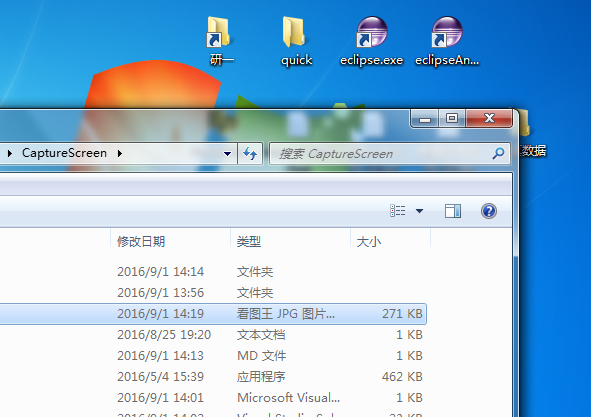 研一
quick
eclipse.exe
eclipseAn...
数据
CaptureScreen
搜索 CaptureScreen
修改日期 类型 大小
2016/9/1 14:14 文件夹
2016/9/1 13:56 文件夹
2016/9/1 14:19 看图王 JPG 图片... 271 KB
2016/8/25 19:20 文本文档 1 KB
2016/9/1 14:13 MD 文件 1 KB
2016/5/4 15:39 应用程序 462 KB
2016/9/1 14:01 Microsoft Visual... 1 KB